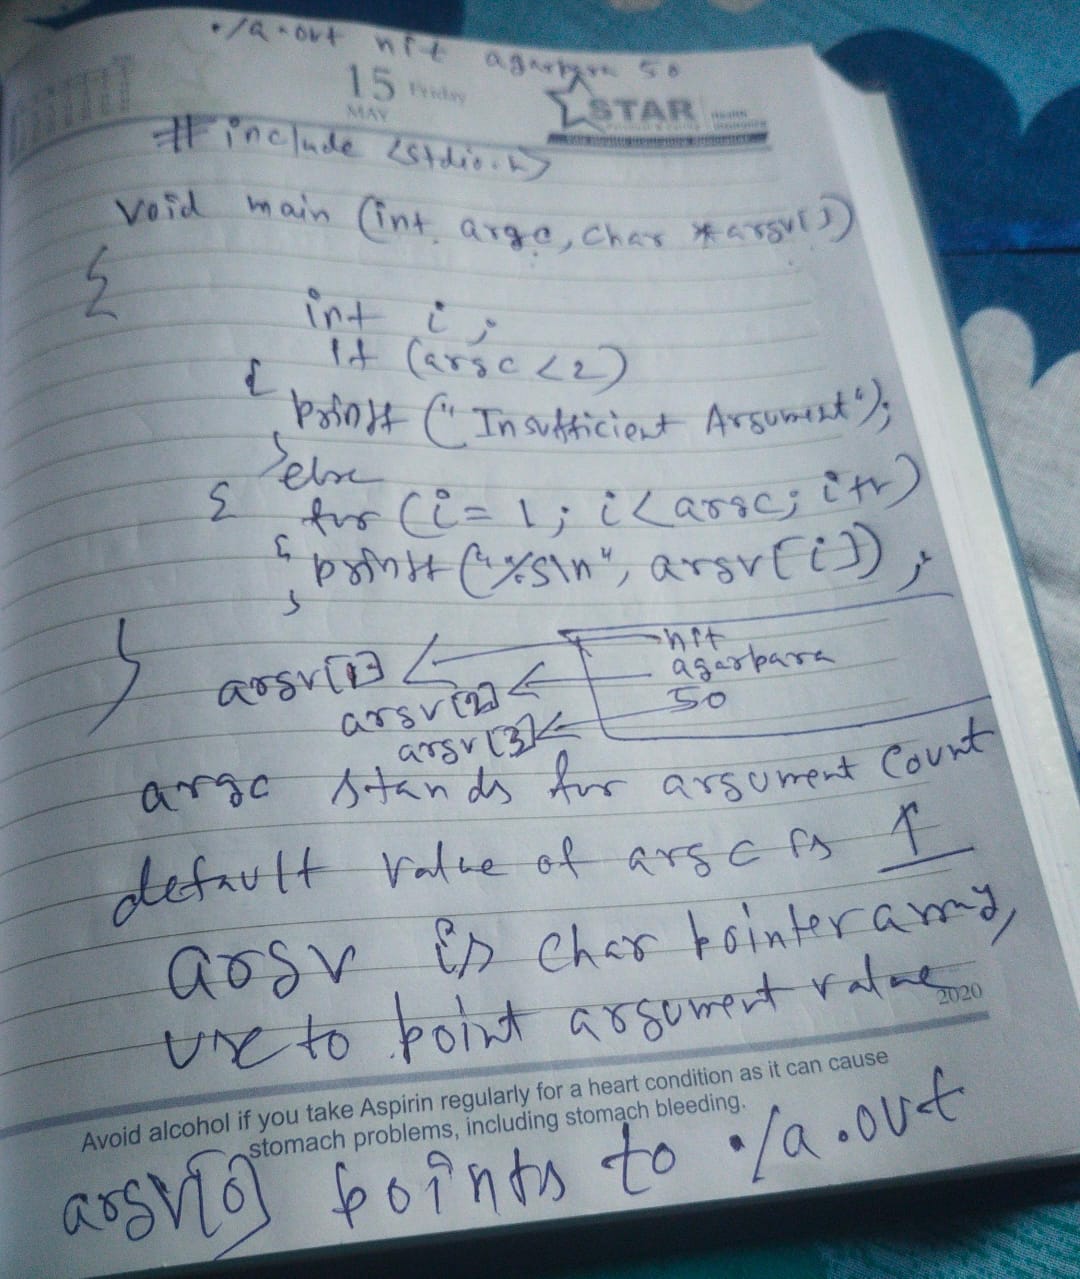 ./a.out nft agarbara 50
15 Friday
MAY
STAR
#include <stdio.h>
void main (int argc, char *argv[])
{
int i;
if (argc <2)
{
printf ("Insufficient Argument");
}else
{ for (i=1; i<argc; i++)
{ printf ("%s\n", argv[i]);
}
}
nft
argv[1] agarbara
argv[2] 50
argv[3]
argc stands for argument count
default value of argc is 1
argv is char pointer array,
use to point argument value
2020
Avoid alcohol if you take Aspirin regularly for a heart condition as it can cause
stomach problems, including stomach bleeding.
argv[0] points to ./a.out